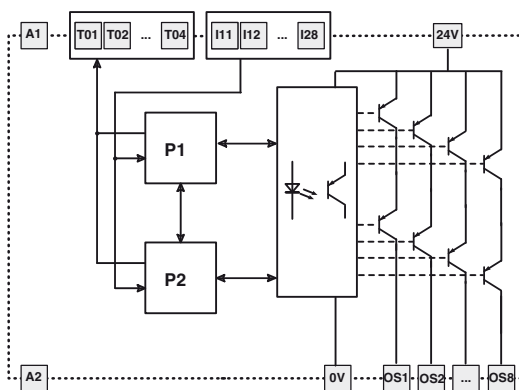 A1 T01 T02 ... T04 I11 I12 ... I28 24V
P1
P2
A2 0V OS1 OS2 ... OS8